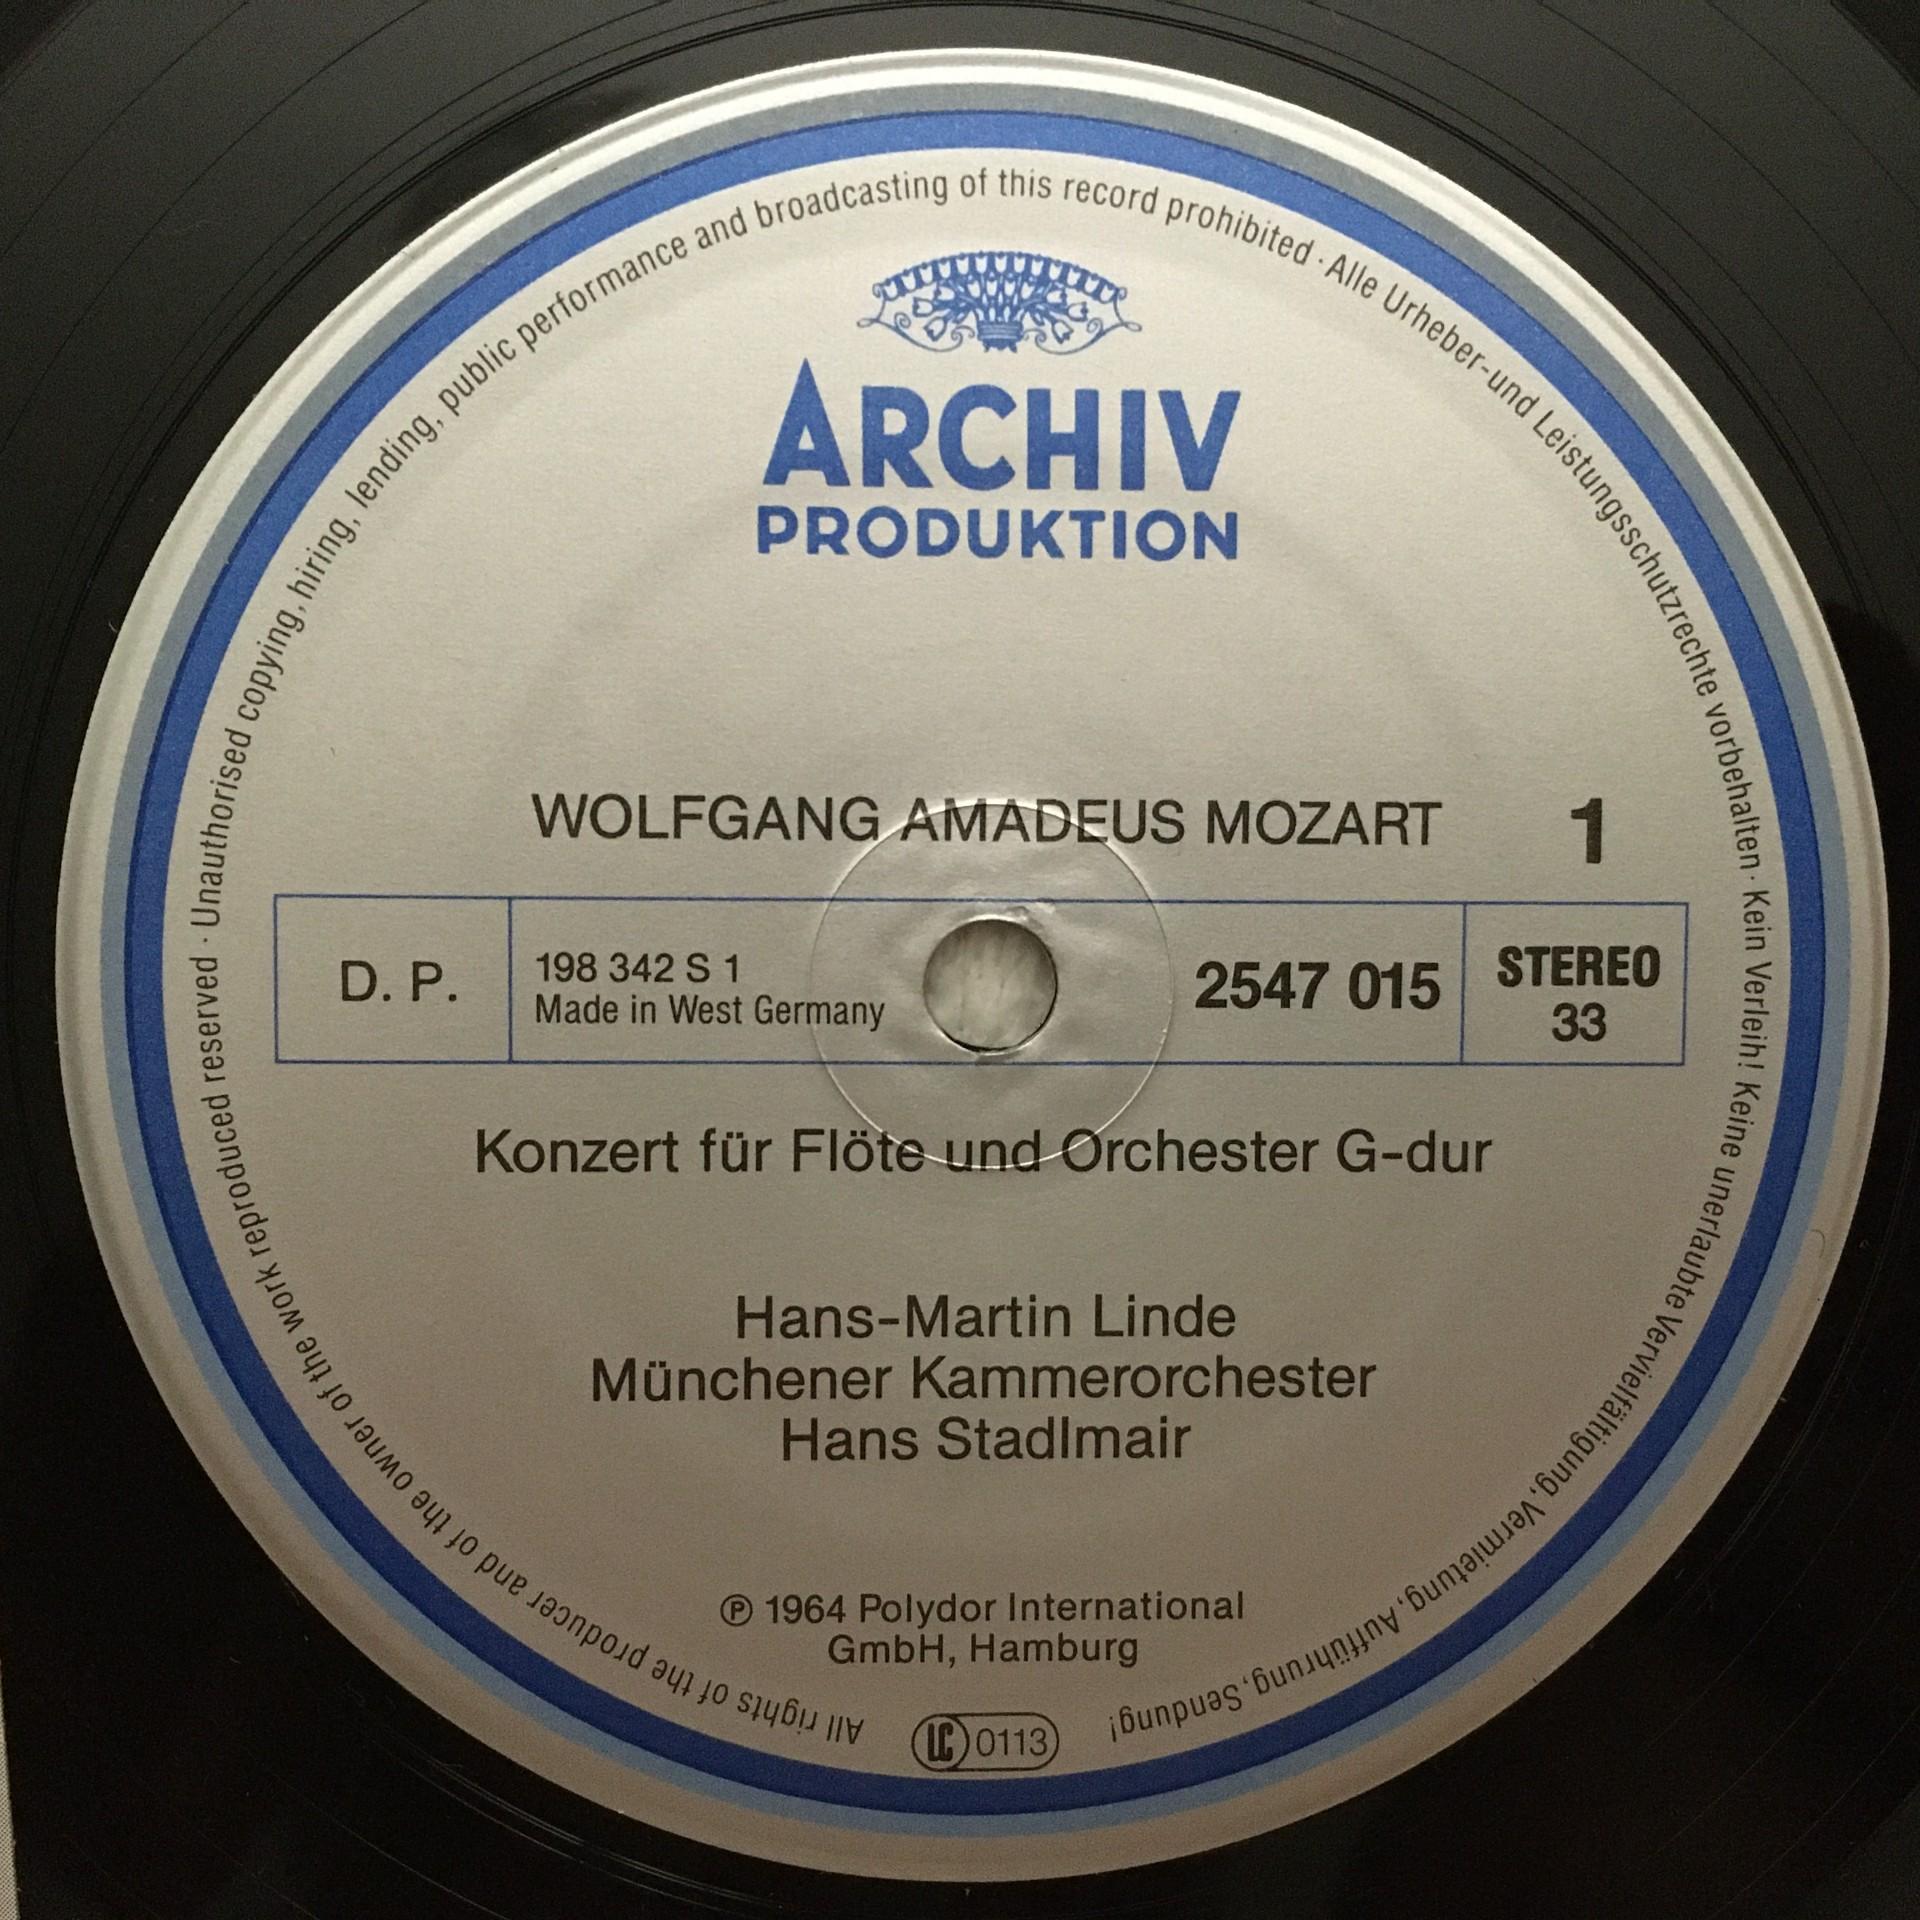 ARCHIV
PRODUKTION
WOLFGANG AMADEUS MOZART
1
D. P.
198 342 S 1
Made in West Germany
2547 015
STEREO
33
Konzert für Flöte und Orchester G-dur
Hans-Martin Linde
Münchener Kammerorchester
Hans Stadlmair
℗ 1964 Polydor International
GmbH, Hamburg
LC 0113
All rights of the producer and of the owner of the work reproduced reserved · Unauthorised copying, hiring, lending, public performance and broadcasting of this record prohibited · Alle Urheber-und Leistungsschutzrechte vorbehalten · Kein Verleih! Keine unerlaubte Vervielfältigung, Vermietung, Aufführung, Sendung!